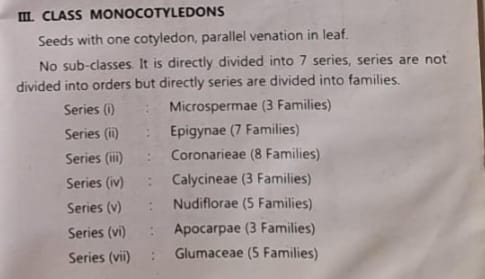 III. CLASS MONOCOTYLEDONS
Seeds with one cotyledon, parallel venation in leaf.
No sub-classes. It is directly divided into 7 series, series are not
divided into orders but directly series are divided into families.
Series (i) : Microspermae (3 Families)
Series (ii) : Epigynae (7 Families)
Series (iii) : Coronarieae (8 Families)
Series (iv) : Calycineae (3 Families)
Series (v) : Nudiflorae (5 Families)
Series (vi) : Apocarpae (3 Families)
Series (vii) : Glumaceae (5 Families)